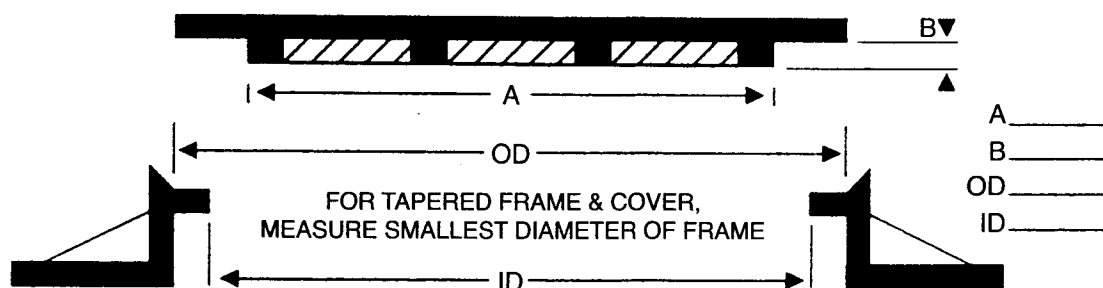 B
A
A
OD
B
OD
FOR TAPERED FRAME & COVER,
MEASURE SMALLEST DIAMETER OF FRAME
ID
ID